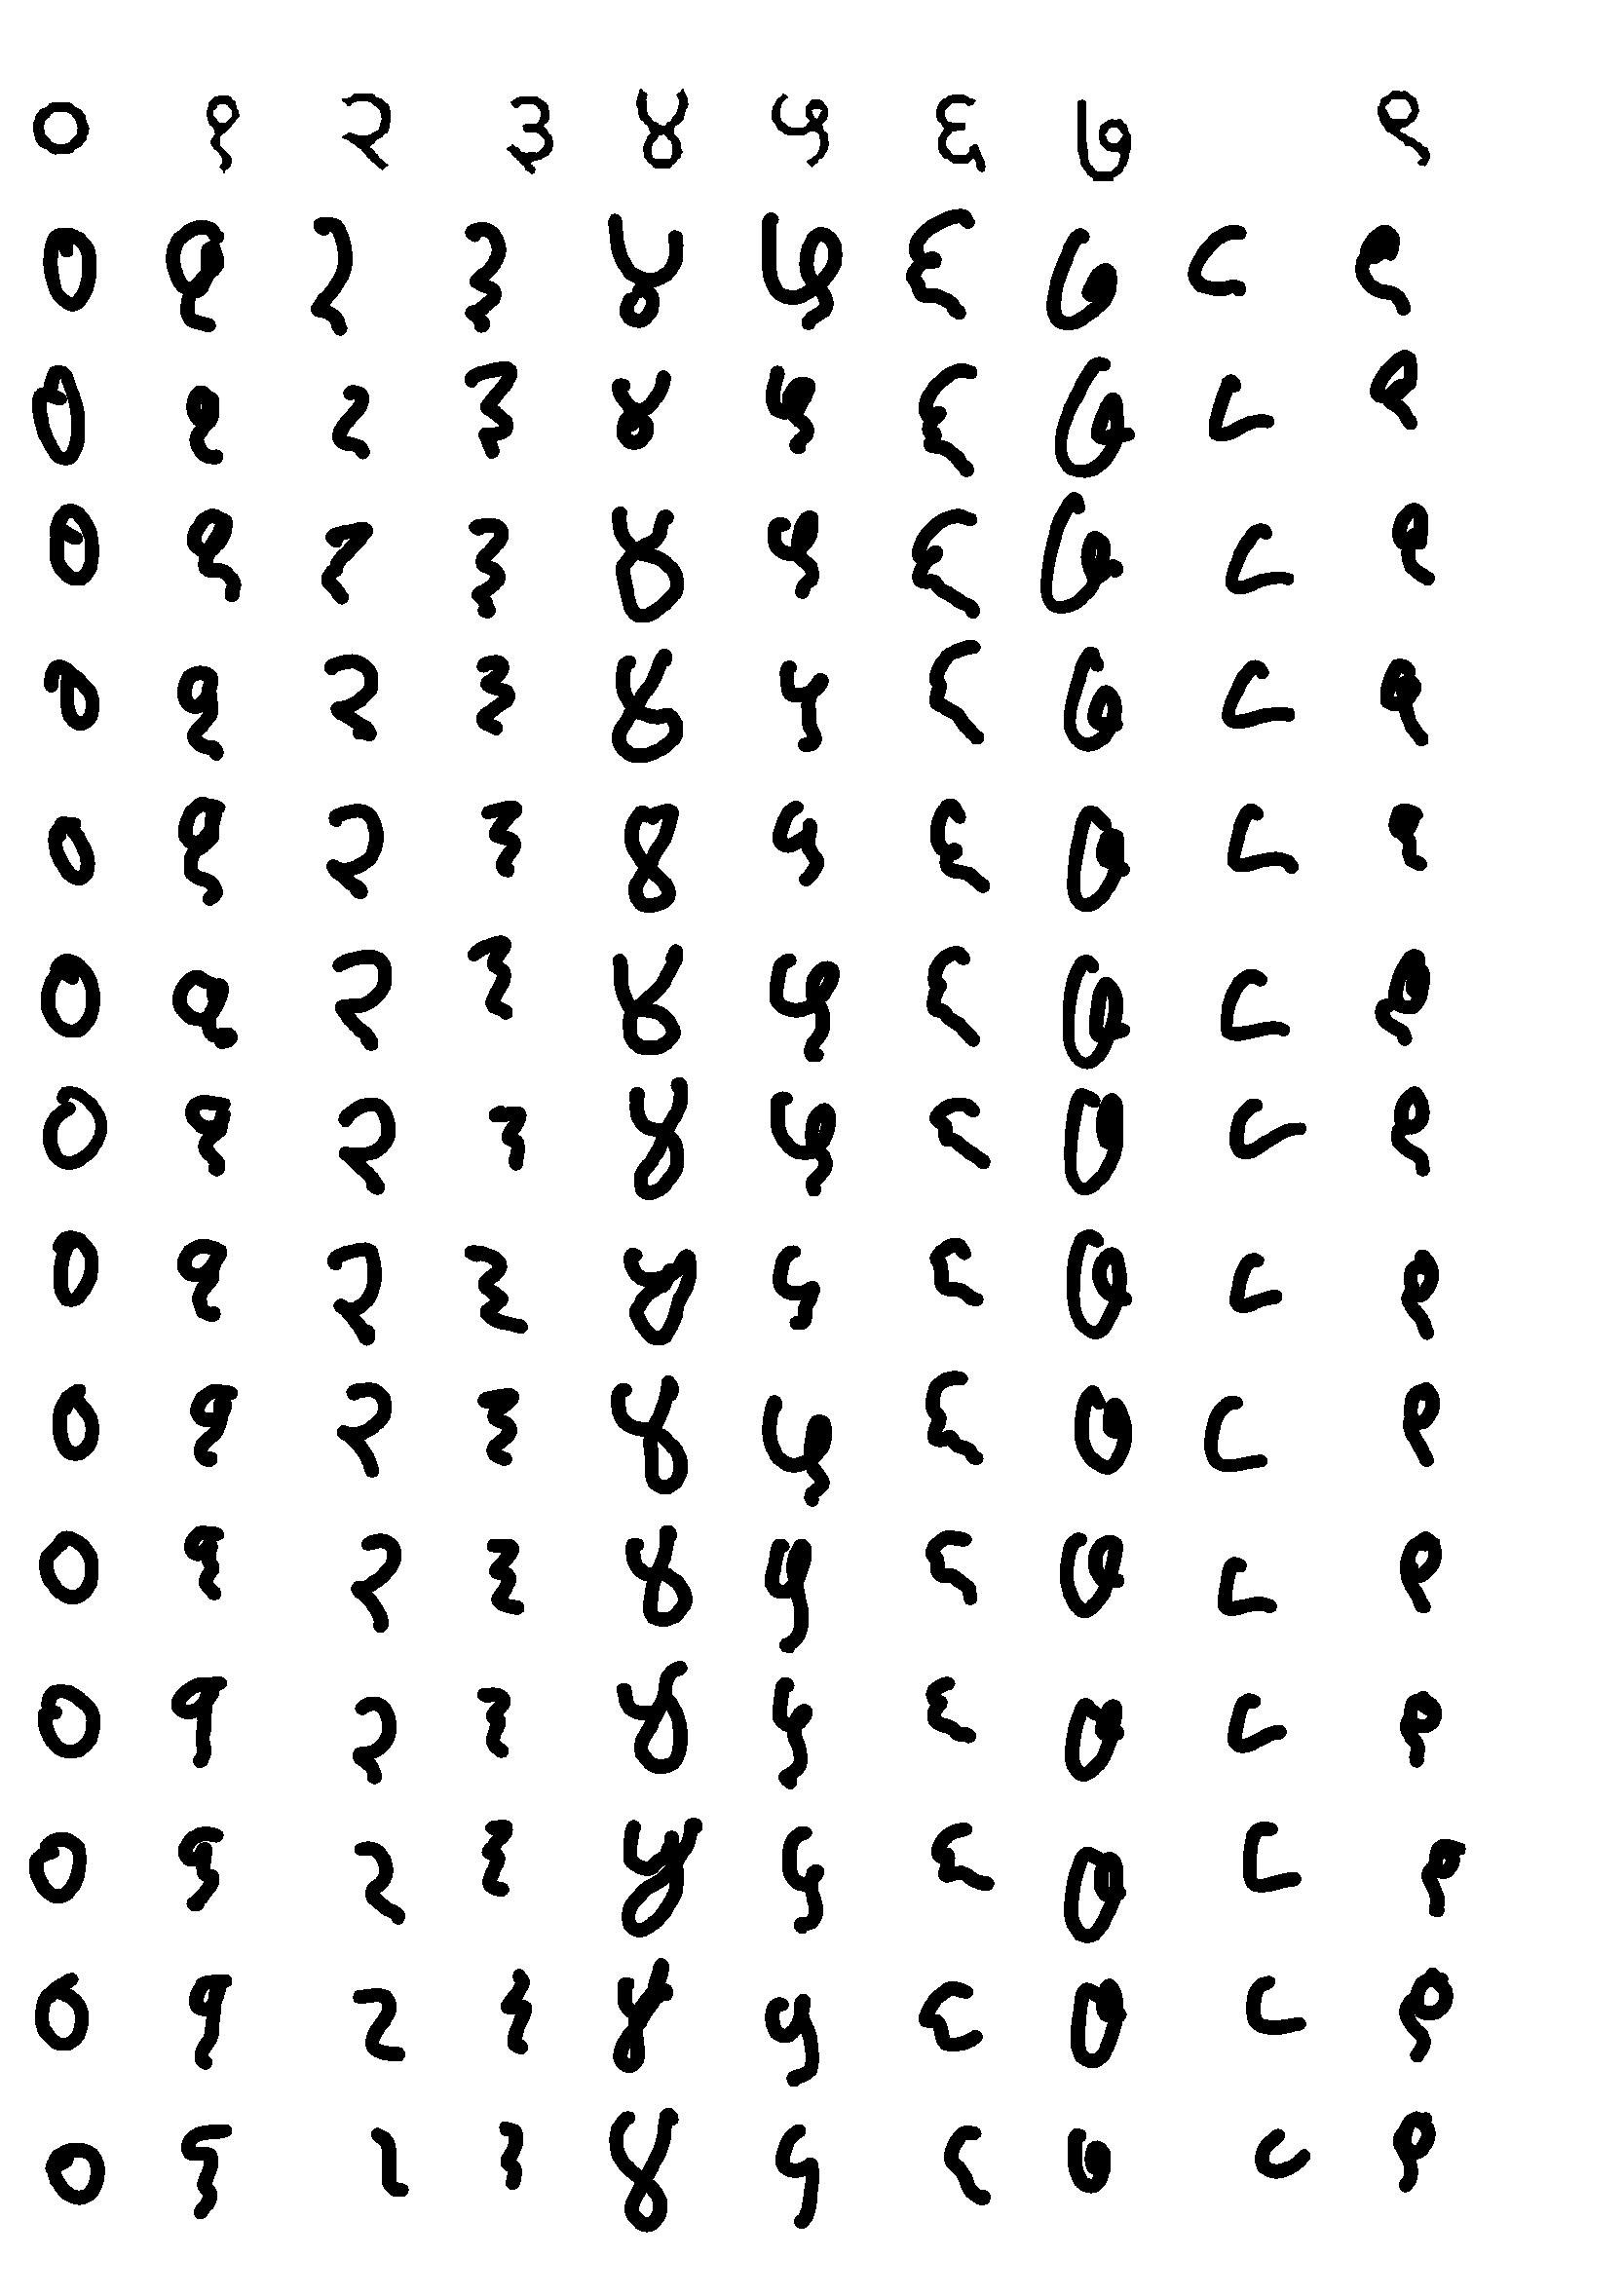 ० १ २ ३ ४ ५ ६ ७ ९
० १ २ ३ ४ ५ ६ ७ ८ ९
० १ २ ३ ४ ५ ६ ७ ८ ९
० १ २ ३ ४ ५ ६ ७ ८ ९
० १ २ ३ ४ ५ ६ ७ ८ ९
० १ २ ३ ४ ५ ६ ७ ८ ९
० १ २ ३ ४ ५ ६ ७ ८ ९
० १ २ ३ ४ ५ ६ ७ ८ ९
० १ २ ३ ४ ५ ६ ७ ८ ९
० १ २ ३ ४ ५ ६ ७ ८ ९
० १ २ ३ ४ ५ ६ ७ ८ ९
० १ २ ३ ४ ५ ६ ७ ८ ९
० १ २ ३ ४ ५ ६ ७ ८ ९
० १ २ ३ ४ ५ ६ ७ ८ ९
० १ २ ३ ४ ५ ६ ७ ८ ९